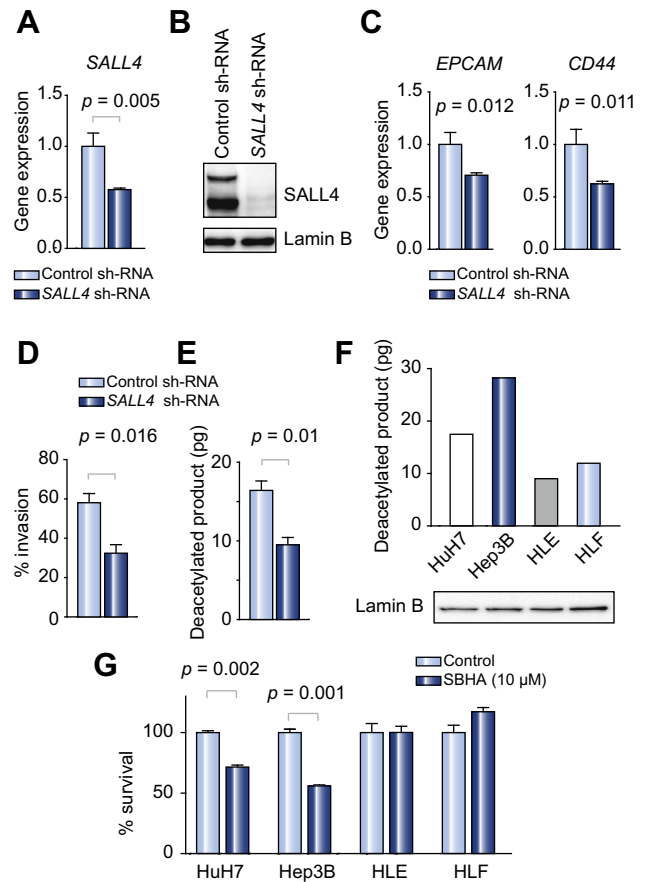 A
SALL4
Gene expression
1.5
1.0
0.5
0.0
p = 0.005
Control sh-RNA
SALL4 sh-RNA
B
Control sh-RNA
SALL4 sh-RNA
SALL4
Lamin B
C
EPCAM
CD44
Gene expression
1.5
1.0
0.5
0.0
p = 0.012
1.5
1.0
0.5
0.0
p = 0.011
Control sh-RNA
SALL4 sh-RNA
D
E
Control sh-RNA
SALL4 sh-RNA
p = 0.016
% invasion
80
60
40
20
0
p = 0.01
Deacetylated product (pg)
20
10
0
F
Deacetylated product (pg)
30
20
10
0
HuH7
Hep3B
HLE
HLF
Lamin B
G
Control
SBHA (10 µM)
p = 0.002
p = 0.001
% survival
100
50
0
HuH7
Hep3B
HLE
HLF